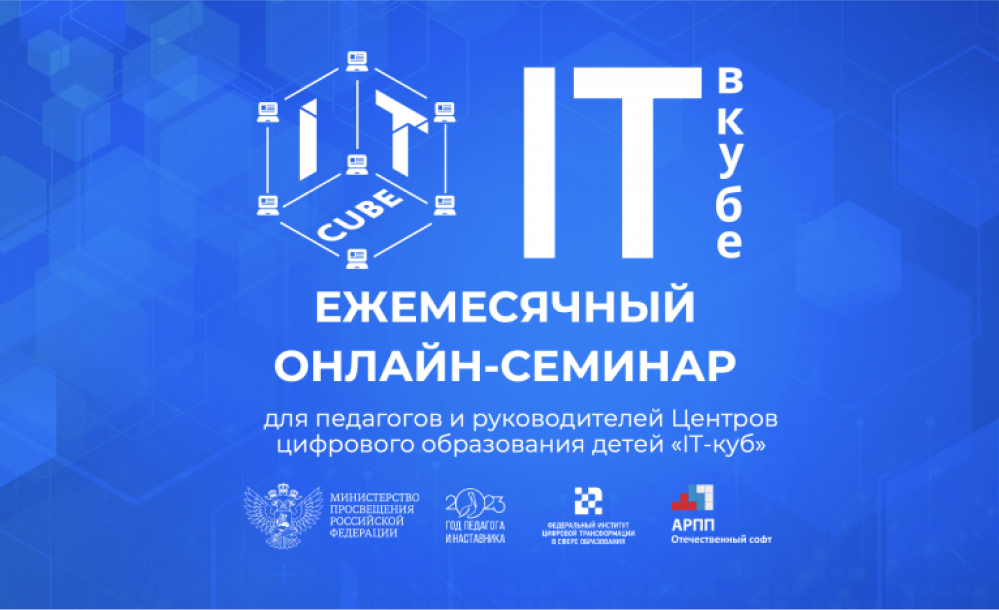 IT
CUBE
IT
в кубе
ЕЖЕМЕСЯЧНЫЙ
ОНЛАЙН-СЕМИНАР
для педагогов и руководителей Центров
цифрового образования детей «IT-куб»
МИНИСТЕРСТВО
ПРОСВЕЩЕНИЯ
РОССИЙСКОЙ
ФЕДЕРАЦИИ
2023
ГОД ПЕДАГОГА
И НАСТАВНИКА
ФЕДЕРАЛЬНЫЙ ИНСТИТУТ
ЦИФРОВОЙ ТРАНСФОРМАЦИИ
В СФЕРЕ ОБРАЗОВАНИЯ
АРПП
Отечественный софт